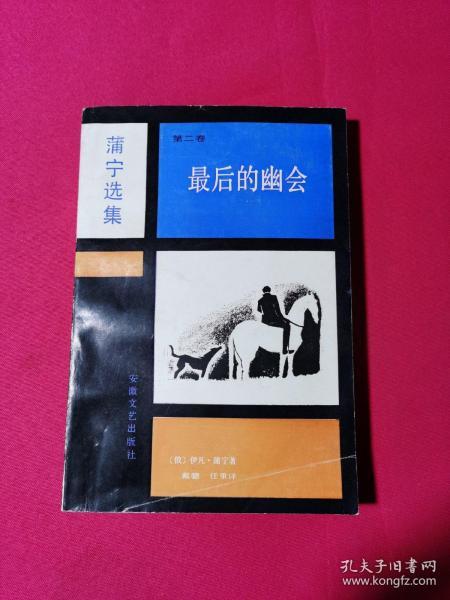 蒲宁选集
第二卷
最后的幽会
安徽文艺出版社
〔俄〕伊凡·蒲宁著
戴骢 任重译
孔夫子旧书网
www.kongfz.com